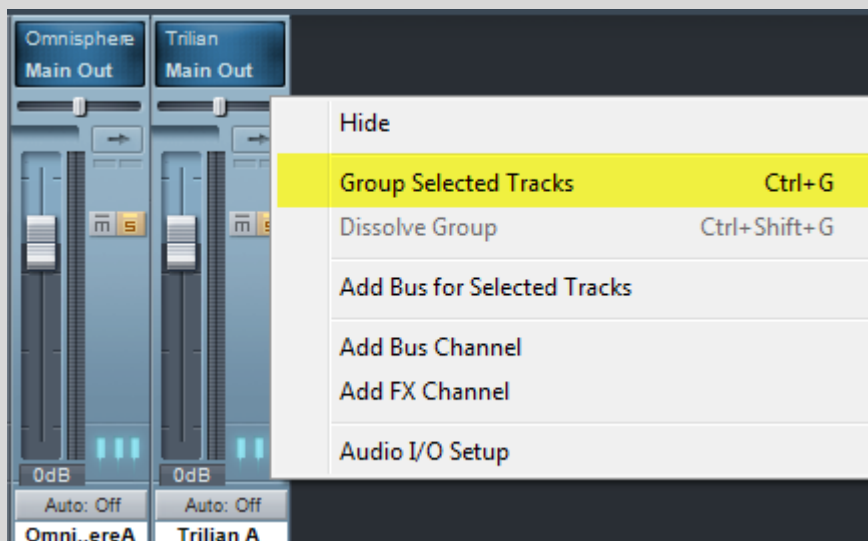 Omnisphere
Main Out
Trilian
Main Out
Hide
Group Selected Tracks Ctrl+G
Dissolve Group Ctrl+Shift+G
Add Bus for Selected Tracks
Add Bus Channel
Add FX Channel
Audio I/O Setup
m s
m s
0dB
0dB
Auto: Off
Auto: Off
Omni..ereA
Trilian A